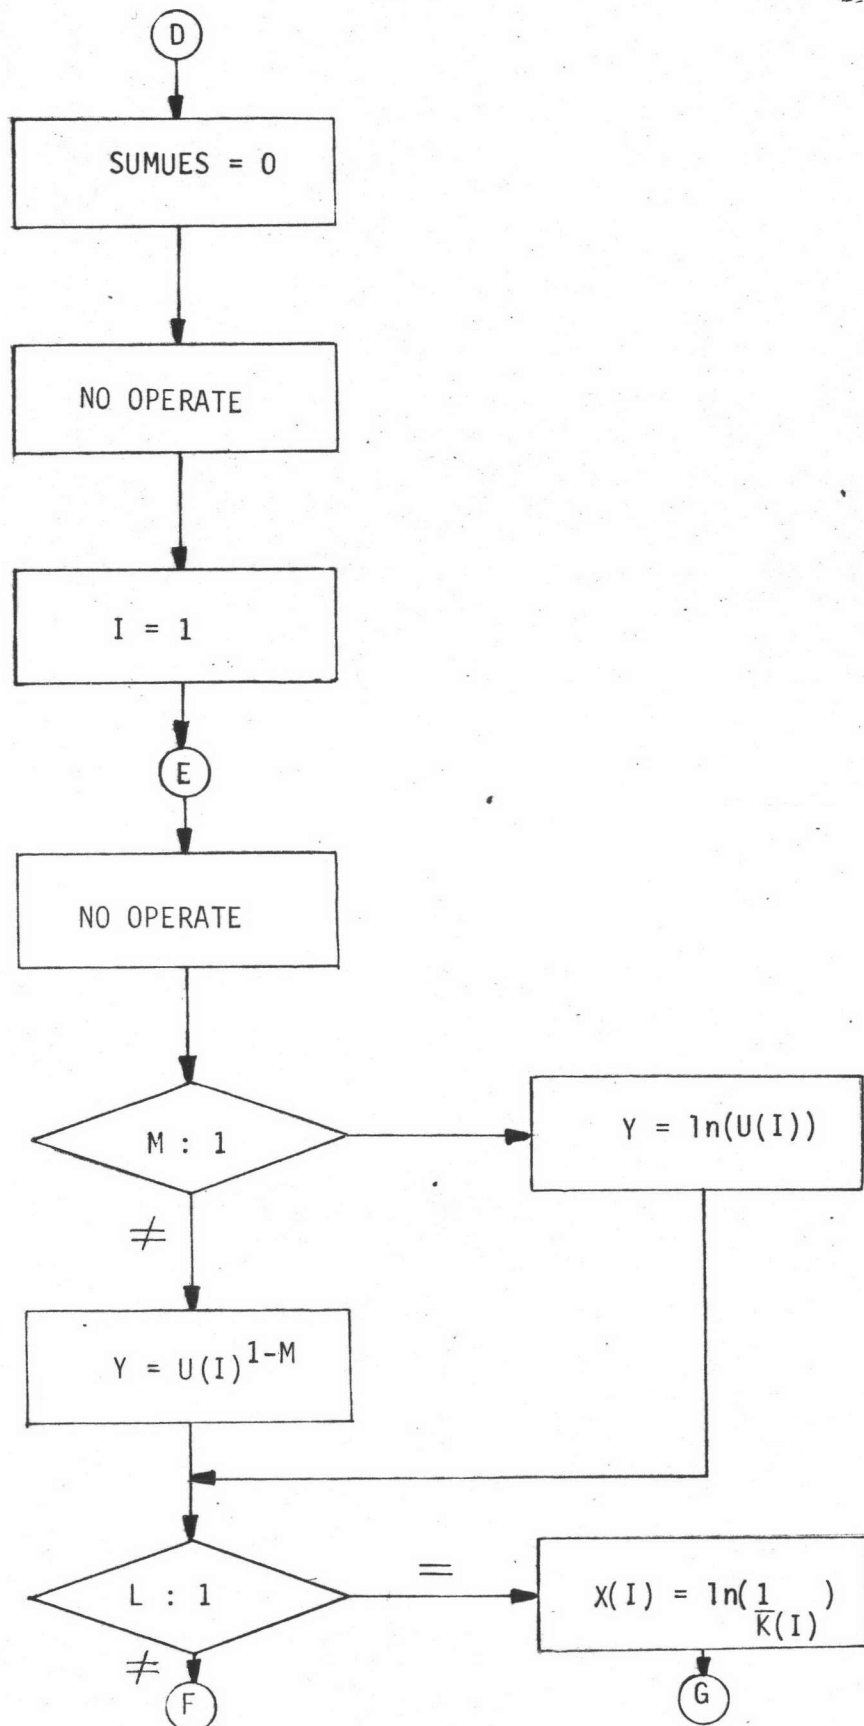 D
SUMUES = 0
NO OPERATE
I = 1
E
NO OPERATE
M : 1
Y = ln(U(I))
≠
Y = U(I)^{1-M}
L : 1
=
X(I) = ln(1/K(I))
≠
F
G